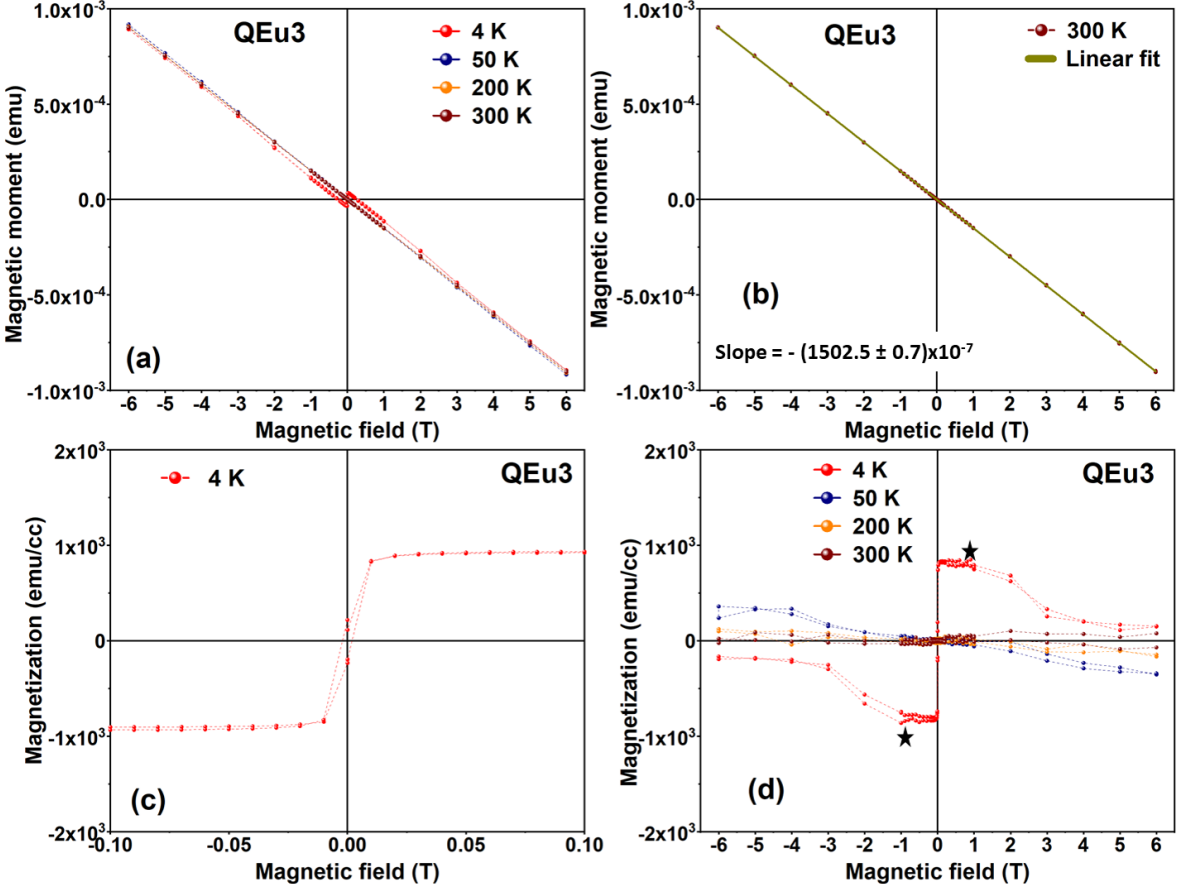 QEu3
4 K
50 K
200 K
300 K
1.0x10⁻³
5.0x10⁻⁴
0.0
-5.0x10⁻⁴
-1.0x10⁻³
Magnetic moment (emu)
(a)
-6 -5 -4 -3 -2 -1 0 1 2 3 4 5 6
Magnetic field (T)
QEu3
300 K
Linear fit
1.0x10⁻³
5.0x10⁻⁴
0.0
-5.0x10⁻⁴
-1.0x10⁻³
Magnetic moment (emu)
(b)
Slope = - (1502.5 ± 0.7)x10⁻⁷
-6 -5 -4 -3 -2 -1 0 1 2 3 4 5 6
Magnetic field (T)
4 K
QEu3
2x10³
1x10³
0
-1x10³
-2x10³
Magnetization (emu/cc)
(c)
-0.10 -0.05 0.00 0.05 0.10
Magnetic field (T)
4 K
50 K
200 K
300 K
QEu3
2x10³
1x10³
0
-1x10³
-2x10³
Magnetization (emu/cc)
(d)
-6 -5 -4 -3 -2 -1 0 1 2 3 4 5 6
Magnetic field (T)